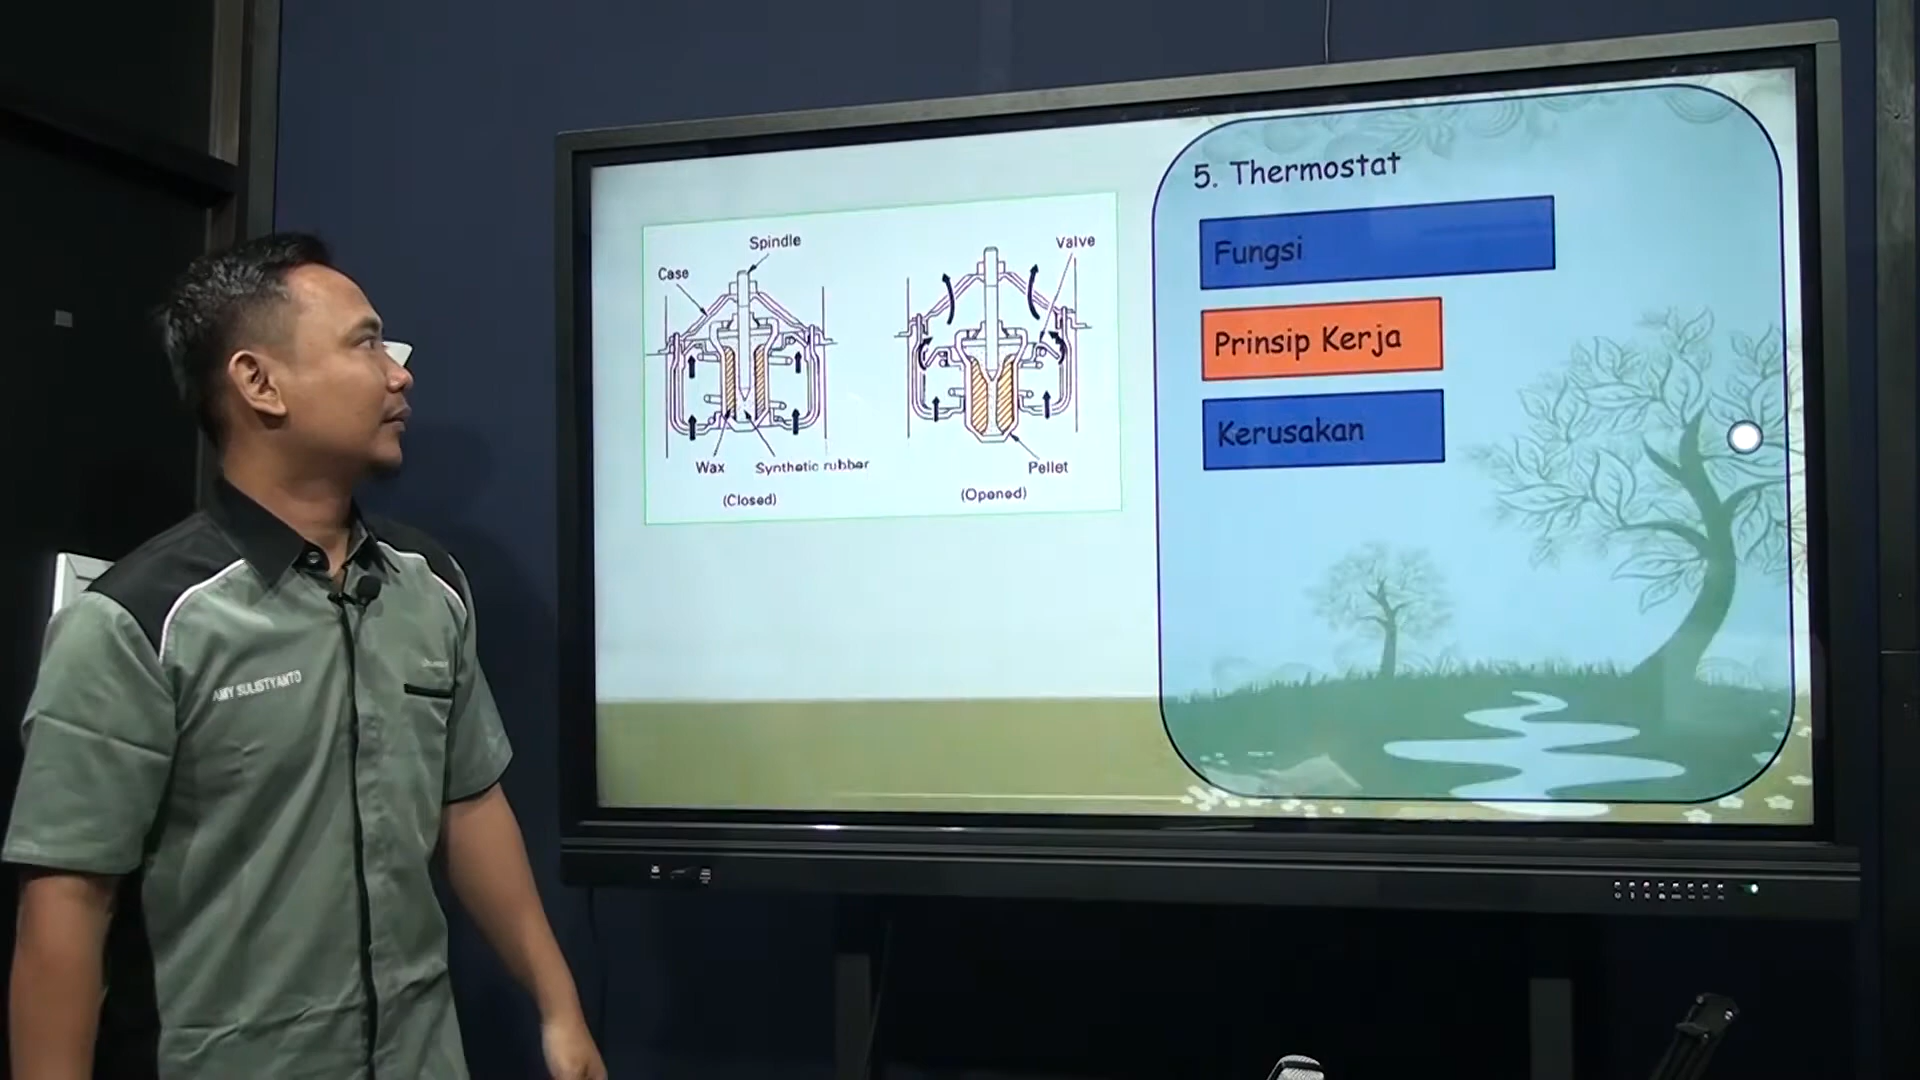 5. Thermostat
Fungsi
Prinsip Kerja
Kerusakan
Spindle
Case
Valve
Wax
Synthetic rubber
Pellet
(Closed)
(Opened)
AMY SULISTYANTO